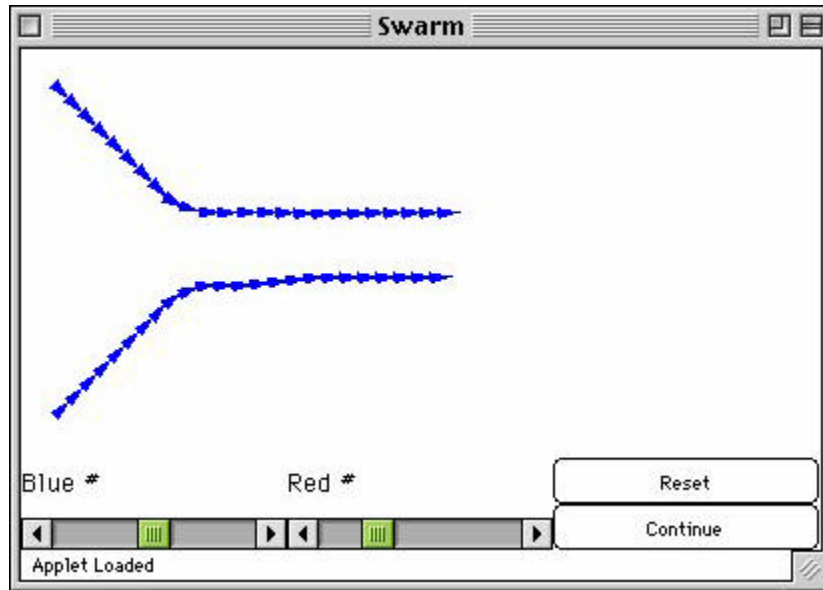 Swarm
Blue #
Red #
Reset
Continue
Applet Loaded